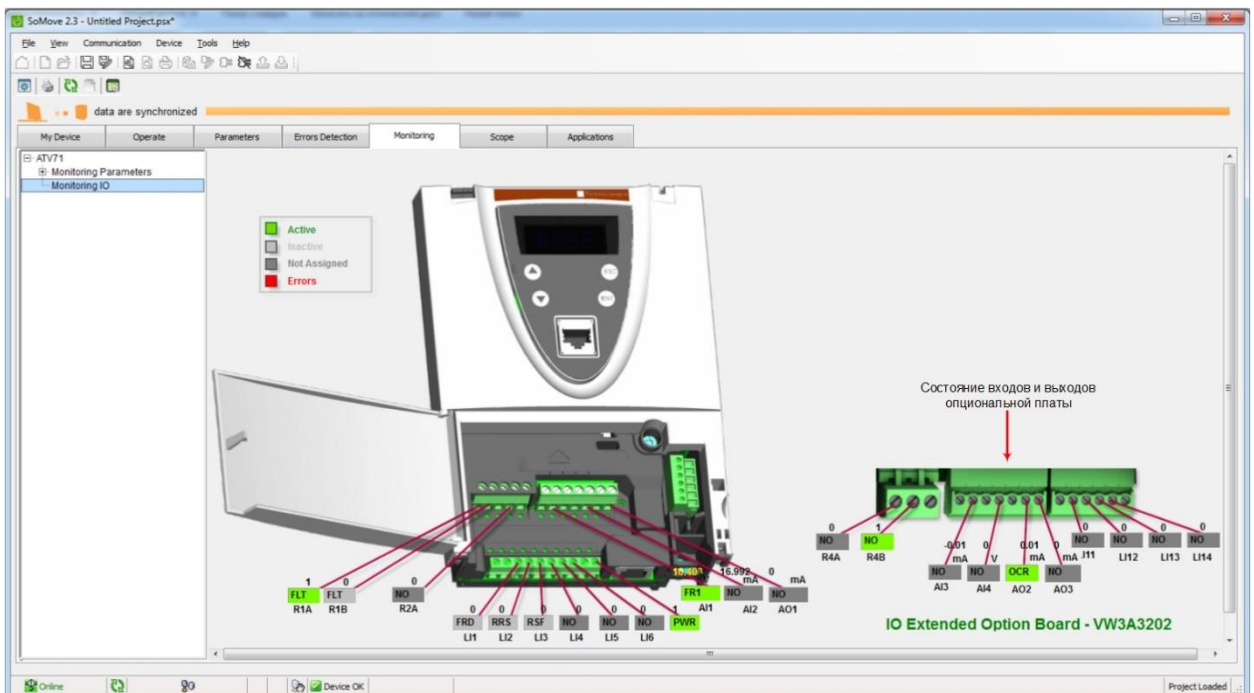 SoMove 2.3 - Untitled Project.psx*
File View Communication Device Tools Help
data are synchronized
My Device Operate Parameters Errors Detection Monitoring Scope Applications
ATV71
Monitoring Parameters
Monitoring IO
Active
Inactive
Not Assigned
Errors
ESC
ENT
Состояние входов и выходов
опциональной платы
1 0 0
FLT FLT NO
R1A R1B R2A
0 0 0 0 0 0 1
FRD RRS RSF NO NO NO PWR
LI1 LI2 LI3 LI4 LI5 LI6
16.992 0
mA mA
FR1 NO NO
AI1 AI2 AO1
0 1
NO NO
R4A R4B
-0.01 0 0.01 0
mA V mA mA
NO NO OCR NO
AI3 AI4 AO2 AO3
0 0 0 0
NO NO NO NO
LI12 LI13 LI14
IO Extended Option Board - VW3A3202
Online Device OK Project Loaded